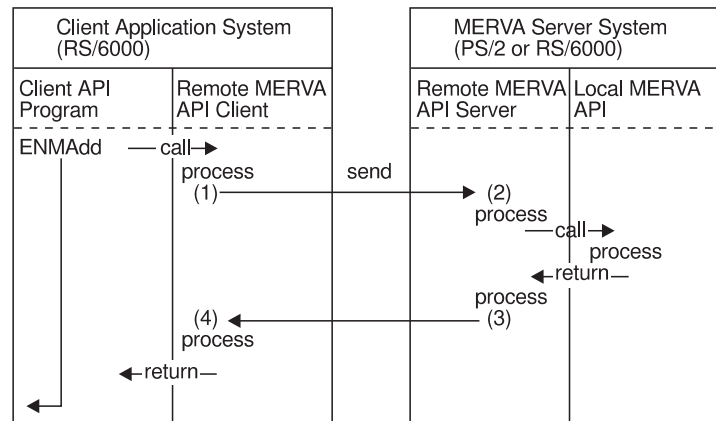 Client Application System
(RS/6000)
MERVA Server System
(PS/2 or RS/6000)
Client API
Program
Remote MERVA
API Client
Remote MERVA
API Server
Local MERVA
API
ENMAdd
call
process
send
(1)
(2)
process
call
process
return
process
(4)
(3)
process
return